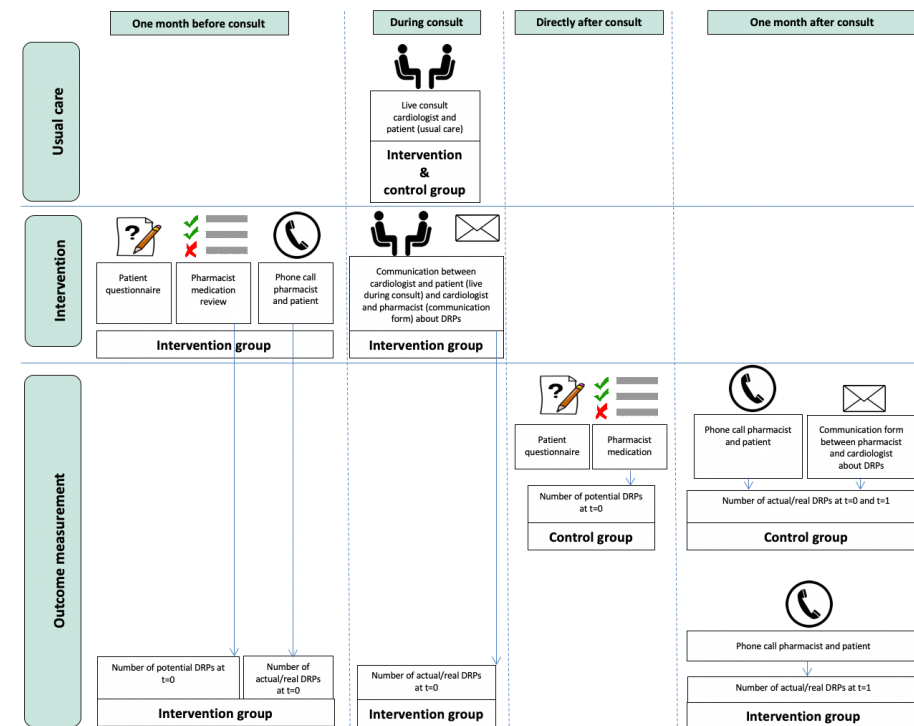 One month before consult
During consult
Directly after consult
One month after consult
Usual care
Live consult
cardiologist and
patient (usual care)
Intervention
&
control group
Intervention
?
Patient
questionnaire
Pharmacist
medication
review
Phone call
pharmacist
and patient
Intervention group
Communication between
cardiologist and patient (live
during consult) and cardiologist
and pharmacist (communication
form) about DRPs
Intervention group
Outcome measurement
?
Patient
questionnaire
Pharmacist
medication
Number of potential DRPs
at t=0
Control group
Phone call pharmacist
and patient
Communication form
between pharmacist
and cardiologist
about DRPs
Number of actual/real DRPs at t=0 and t=1
Control group
Phone call pharmacist and patient
Number of actual/real DRPs at t=1
Intervention group
Number of potential DRPs at
t=0
Number of
actual/real DRPs
at t=0
Intervention group
Number of actual/real DRPs
at t=0
Intervention group